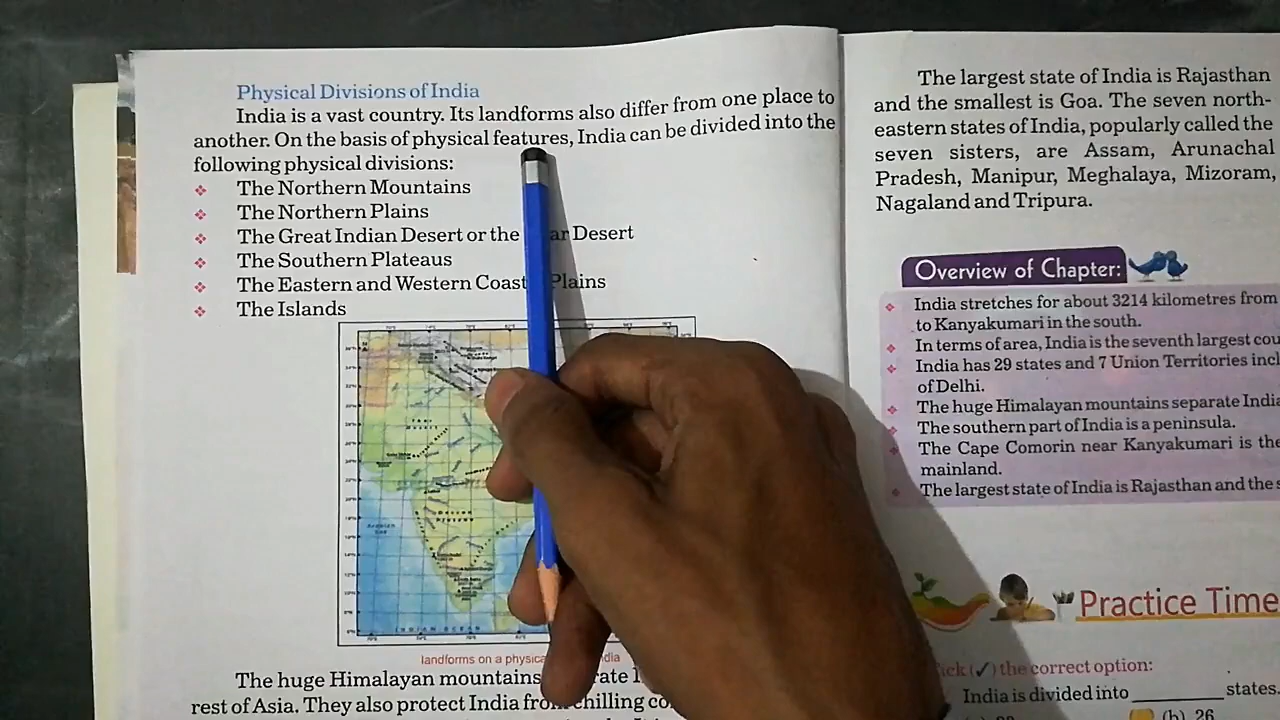 Physical Divisions of India
India is a vast country. Its landforms also differ from one place to
another. On the basis of physical features, India can be divided into the
following physical divisions:
The Northern Mountains
The Northern Plains
The Great Indian Desert or the Desert
The Southern Plateaus
The Eastern and Western Plains
The Islands
landforms on a
The huge Himalayan mountains
rest of Asia. They also protect India chilling
The largest state of India is Rajasthan
and the smallest is Goa. The seven north-
eastern states of India, popularly called the
seven sisters, are Assam, Arunachal
Pradesh, Manipur, Meghalaya, Mizoram,
Nagaland and Tripura.
Overview of Chapter:
India stretches for about 3214 kilometres from
to Kanyakumari in the south.
In terms of area, India is the seventh largest
India has 29 states and 7 Union Territories
of Delhi.
The huge Himalayan mountains separate India
The southern part of India is a peninsula.
The Cape Comorin near Kanyakumari is the
mainland.
The largest state of India is Rajasthan and the
Practice Time
(✓) the correct option:
India is divided into ________ states.
(b) 26